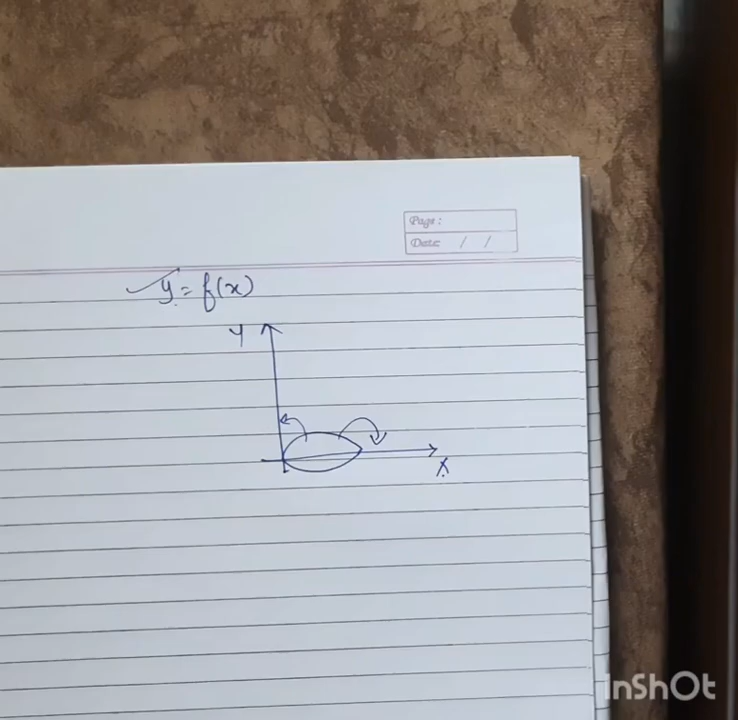 Page:
Date: / /
y = f(x)
Y
X
InShOt